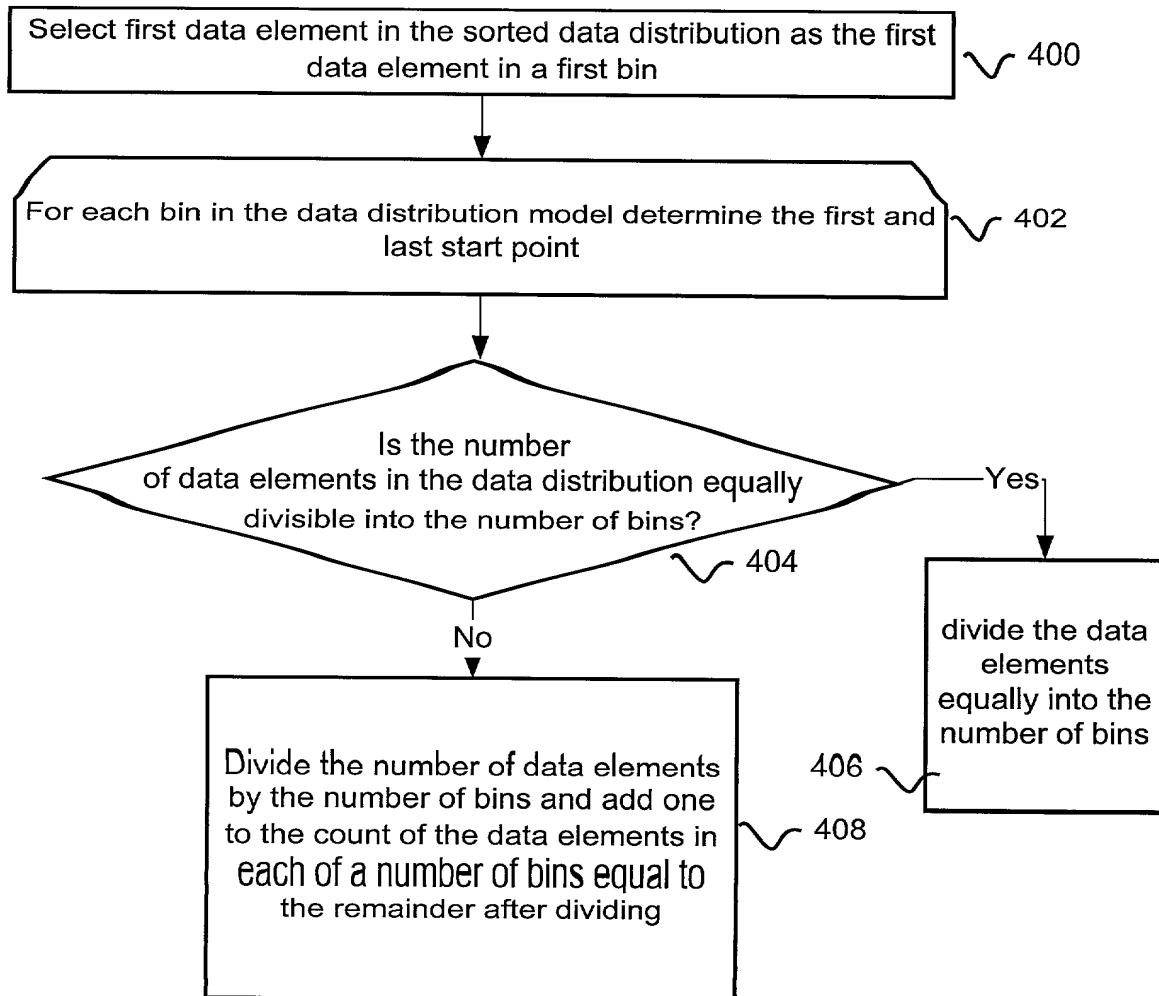 Select first data element in the sorted data distribution as the first
data element in a first bin
400
For each bin in the data distribution model determine the first and
last start point
402
Is the number
of data elements in the data distribution equally
divisible into the number of bins?
404
Yes
No
divide the data
elements
equally into the
number of bins
406
Divide the number of data elements
by the number of bins and add one
to the count of the data elements in
each of a number of bins equal to
the remainder after dividing
408